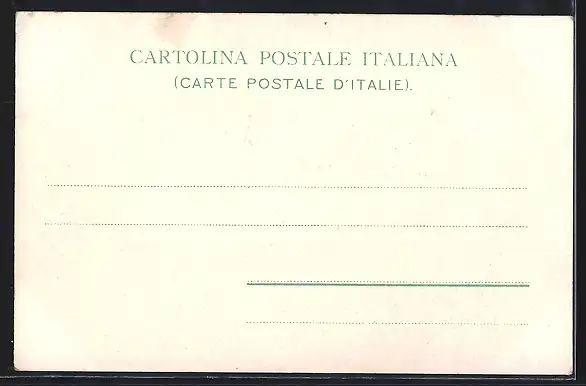 CARTOLINA POSTALE ITALIANA
(CARTE POSTALE D'ITALIE).